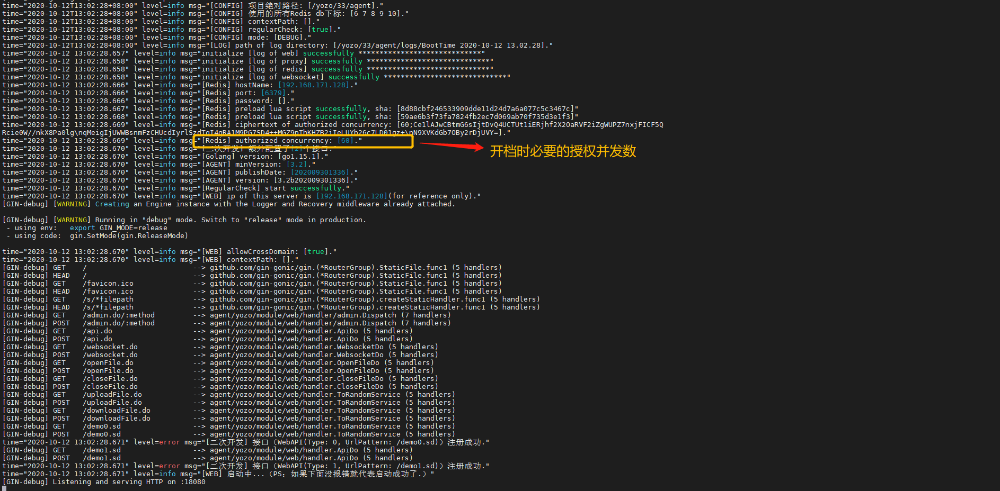 time="2020-10-12T13:02:28+08:00" level=info msg="[CONFIG] 项目绝对路径: [/yozo/33/agent]."
time="2020-10-12T13:02:28+08:00" level=info msg="[CONFIG] 使用的所有Redis db下标: [6 7 8 9 10]."
time="2020-10-12T13:02:28+08:00" level=info msg="[CONFIG] contextPath: []."
time="2020-10-12T13:02:28+08:00" level=info msg="[CONFIG] regularCheck: [true]."
time="2020-10-12T13:02:28+08:00" level=info msg="[CONFIG] mode: [DEBUG]."
time="2020-10-12T13:02:28+08:00" level=info msg="[LOG] path of log directory: [/yozo/33/agent/logs/BootTime 2020-10-12 13.02.28]."
time="2020-10-12 13:02:28.657" level=info msg="initialize [log of web] successfully *****************************"
time="2020-10-12 13:02:28.658" level=info msg="initialize [log of proxy] successfully *****************************"
time="2020-10-12 13:02:28.658" level=info msg="initialize [log of redis] successfully *****************************"
time="2020-10-12 13:02:28.658" level=info msg="initialize [log of websocket] successfully *****************************"
time="2020-10-12 13:02:28.666" level=info msg="[Redis] hostName: [192.168.171.128]."
time="2020-10-12 13:02:28.666" level=info msg="[Redis] port: [6379]."
time="2020-10-12 13:02:28.666" level=info msg="[Redis] password: []."
time="2020-10-12 13:02:28.667" level=info msg="[Redis] preload lua script successfully, sha: [8d88cbf246533909dde11d24d7a6a077c5c3467c]"
time="2020-10-12 13:02:28.668" level=info msg="[Redis] preload lua script successfully, sha: [59ae6b3f73fa7824fb2ec7d069ab70f735d3e1f3]"
time="2020-10-12 13:02:28.669" level=info msg="[Redis] ciphertext of authorized concurrency: [60;Ce1lAJwCBtmG6sIjtDvQ4UCTUt1iERjhf2X2OaRVF2iZgWUPZ7nxjFICF5Q
time="2020-10-12 13:02:28.669" level=info msg="[Redis] authorized concurrency: [60]."
开档时必要的授权并发数
time="2020-10-12 13:02:28.670" level=info msg="[二次开发] 额外配置了[2]个接口."
time="2020-10-12 13:02:28.670" level=info msg="[Golang] version: [go1.15.1]."
time="2020-10-12 13:02:28.670" level=info msg="[AGENT] minVersion: [3.2]."
time="2020-10-12 13:02:28.670" level=info msg="[AGENT] publishDate: [202009301336]."
time="2020-10-12 13:02:28.670" level=info msg="[AGENT] version: [3.2b202009301336]."
time="2020-10-12 13:02:28.670" level=info msg="[RegularCheck] start successfully."
time="2020-10-12 13:02:28.670" level=info msg="[WEB] ip of this server is [192.168.171.128](for reference only)."
[GIN-debug] [WARNING] Creating an Engine instance with the Logger and Recovery middleware already attached.
[GIN-debug] [WARNING] Running in "debug" mode. Switch to "release" mode in production.
- using env:   export GIN_MODE=release
- using code:  gin.SetMode(gin.ReleaseMode)
time="2020-10-12 13:02:28.670" level=info msg="[WEB] allowCrossDomain: [true]."
time="2020-10-12 13:02:28.670" level=info msg="[WEB] contextPath: []."
[GIN-debug] GET    /                         --> github.com/gin-gonic/gin.(*RouterGroup).StaticFile.func1 (5 handlers)
[GIN-debug] HEAD   /                         --> github.com/gin-gonic/gin.(*RouterGroup).StaticFile.func1 (5 handlers)
[GIN-debug] GET    /favicon.ico              --> github.com/gin-gonic/gin.(*RouterGroup).StaticFile.func1 (5 handlers)
[GIN-debug] HEAD   /favicon.ico              --> github.com/gin-gonic/gin.(*RouterGroup).StaticFile.func1 (5 handlers)
[GIN-debug] GET    /s/*filepath              --> github.com/gin-gonic/gin.(*RouterGroup).createStaticHandler.func1 (5 handlers)
[GIN-debug] HEAD   /s/*filepath              --> github.com/gin-gonic/gin.(*RouterGroup).createStaticHandler.func1 (5 handlers)
[GIN-debug] GET    /admin.do/:method         --> agent/yozo/module/web/handler/admin.Dispatch (7 handlers)
[GIN-debug] POST   /admin.do/:method         --> agent/yozo/module/web/handler/admin.Dispatch (7 handlers)
[GIN-debug] GET    /api.do                   --> agent/yozo/module/web/handler.ApiDo (5 handlers)
[GIN-debug] POST   /api.do                   --> agent/yozo/module/web/handler.ApiDo (5 handlers)
[GIN-debug] GET    /websocket.do             --> agent/yozo/module/web/handler.WebsocketDo (5 handlers)
[GIN-debug] POST   /websocket.do             --> agent/yozo/module/web/handler.WebsocketDo (5 handlers)
[GIN-debug] GET    /openFile.do              --> agent/yozo/module/web/handler.OpenFileDo (5 handlers)
[GIN-debug] POST   /openFile.do              --> agent/yozo/module/web/handler.OpenFileDo (5 handlers)
[GIN-debug] GET    /closeFile.do             --> agent/yozo/module/web/handler.CloseFileDo (5 handlers)
[GIN-debug] POST   /closeFile.do             --> agent/yozo/module/web/handler.CloseFileDo (5 handlers)
[GIN-debug] GET    /uploadFile.do            --> agent/yozo/module/web/handler.ToRandomService (5 handlers)
[GIN-debug] POST   /uploadFile.do            --> agent/yozo/module/web/handler.ToRandomService (5 handlers)
[GIN-debug] GET    /downloadFile.do          --> agent/yozo/module/web/handler.ToRandomService (5 handlers)
[GIN-debug] POST   /downloadFile.do          --> agent/yozo/module/web/handler.ToRandomService (5 handlers)
[GIN-debug] GET    /demo0.sd                 --> agent/yozo/module/web/handler.ToRandomService (5 handlers)
[GIN-debug] POST   /demo0.sd                 --> agent/yozo/module/web/handler.ToRandomService (5 handlers)
time="2020-10-12 13:02:28.671" level=error msg="[二次开发] 接口（WebAPI(Type: 0, UrlPattern: /demo0.sd)）注册成功."
[GIN-debug] GET    /demo1.sd                 --> agent/yozo/module/web/handler.ApiDo (5 handlers)
[GIN-debug] POST   /demo1.sd                 --> agent/yozo/module/web/handler.ApiDo (5 handlers)
time="2020-10-12 13:02:28.671" level=error msg="[二次开发] 接口（WebAPI(Type: 1, UrlPattern: /demo1.sd)）注册成功."
time="2020-10-12 13:02:28.671" level=info msg="[WEB] 启动中...（PS：如果下面没报错就代表启动成功了.）"
[GIN-debug] Listening and serving HTTP on :18080